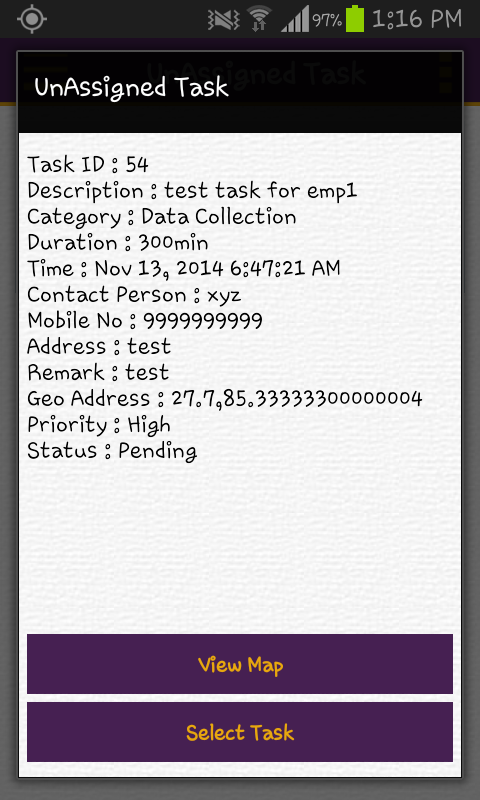 97% 1:16 PM
UnAssigned Task
UnAssigned Task
Task ID : 54
Description : test task for emp1
Category : Data Collection
Duration : 300min
Time : Nov 13, 2014 6:47:21 AM
Contact Person : xyz
Mobile No : 9999999999
Address : test
Remark : test
Geo Address : 27.7,85.33333300000004
Priority : High
Status : Pending
View Map
Select Task